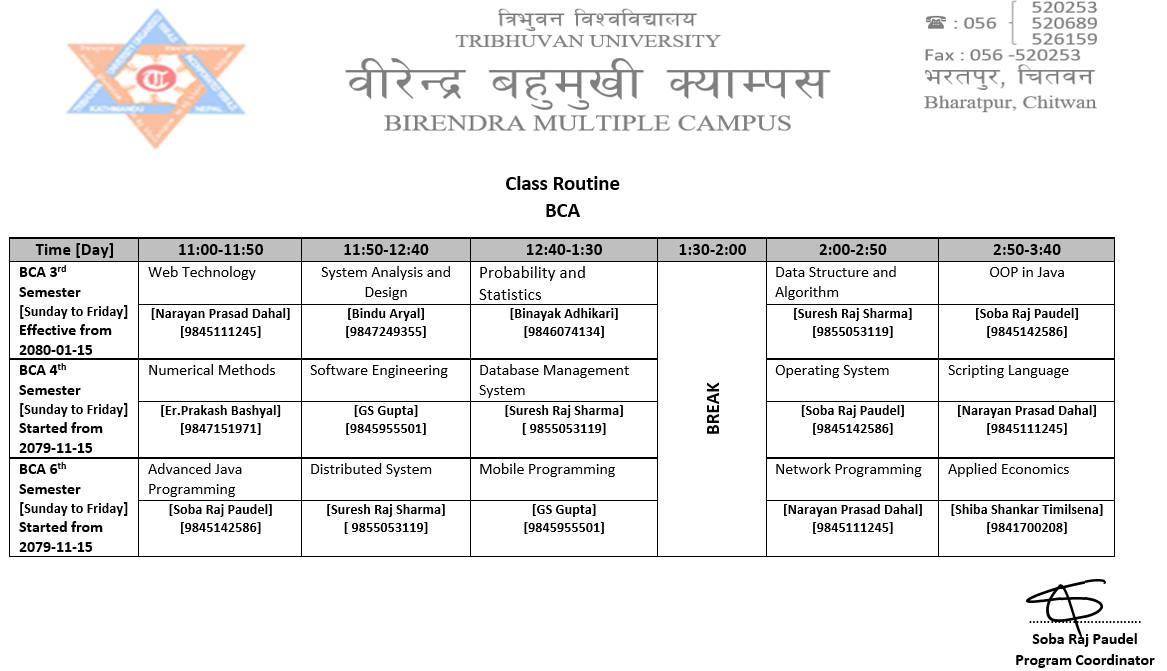 त्रिभुवन विश्वविद्यालय
TRIBHUVAN UNIVERSITY
वीरेन्द्र बहुमुखी क्याम्पस
BIRENDRA MULTIPLE CAMPUS
520253
☎ : 056 520689
526159
Fax : 056 -520253
भरतपुर, चितवन
Bharatpur, Chitwan
Class Routine
BCA
Time [Day] 11:00-11:50 11:50-12:40 12:40-1:30 1:30-2:00 2:00-2:50 2:50-3:40
BCA 3rd
Semester
[Sunday to Friday]
Effective from
2080-01-15
Web Technology
[Narayan Prasad Dahal]
[9845111245]
System Analysis and
Design
[Bindu Aryal]
[9847249355]
Probability and
Statistics
[Binayak Adhikari]
[9846074134]
BREAK
Data Structure and
Algorithm
[Suresh Raj Sharma]
[9855053119]
OOP in Java
[Soba Raj Paudel]
[9845142586]
BCA 4th
Semester
[Sunday to Friday]
Started from
2079-11-15
Numerical Methods
[Er.Prakash Bashyal]
[9847151971]
Software Engineering
[GS Gupta]
[9845955501]
Database Management
System
[Suresh Raj Sharma]
[ 9855053119]
Operating System
[Soba Raj Paudel]
[9845142586]
Scripting Language
[Narayan Prasad Dahal]
[9845111245]
BCA 6th
Semester
[Sunday to Friday]
Started from
2079-11-15
Advanced Java
Programming
[Soba Raj Paudel]
[9845142586]
Distributed System
[Suresh Raj Sharma]
[ 9855053119]
Mobile Programming
[GS Gupta]
[9845955501]
Network Programming
[Narayan Prasad Dahal]
[9845111245]
Applied Economics
[Shiba Shankar Timilsena]
[9841700208]
Soba Raj Paudel
Program Coordinator